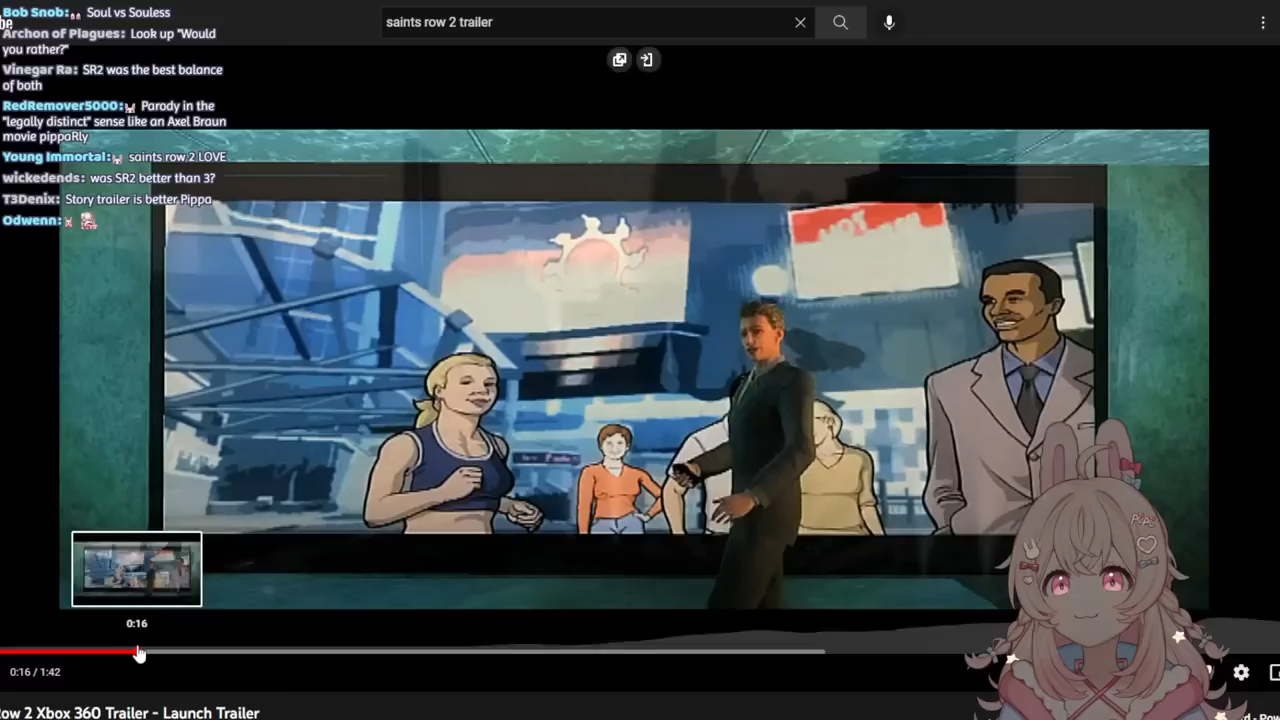 be
saints row 2 trailer
Bob Snob: Soul vs Souless
Archon of Plagues: Look up "Would
you rather?"
Vinegar Ra: SR2 was the best balance
of both
RedRemover5000: Parody in the
"legally distinct" sense like an Axel Braun
movie pippaRly
Young Immortal: saints row 2 LOVE
wickedends: was SR2 better than 3?
T3Denix: Story trailer is better Pippa
Odwenn:
0:16
0:16 / 1:42
ow 2 Xbox 360 Trailer - Launch Trailer